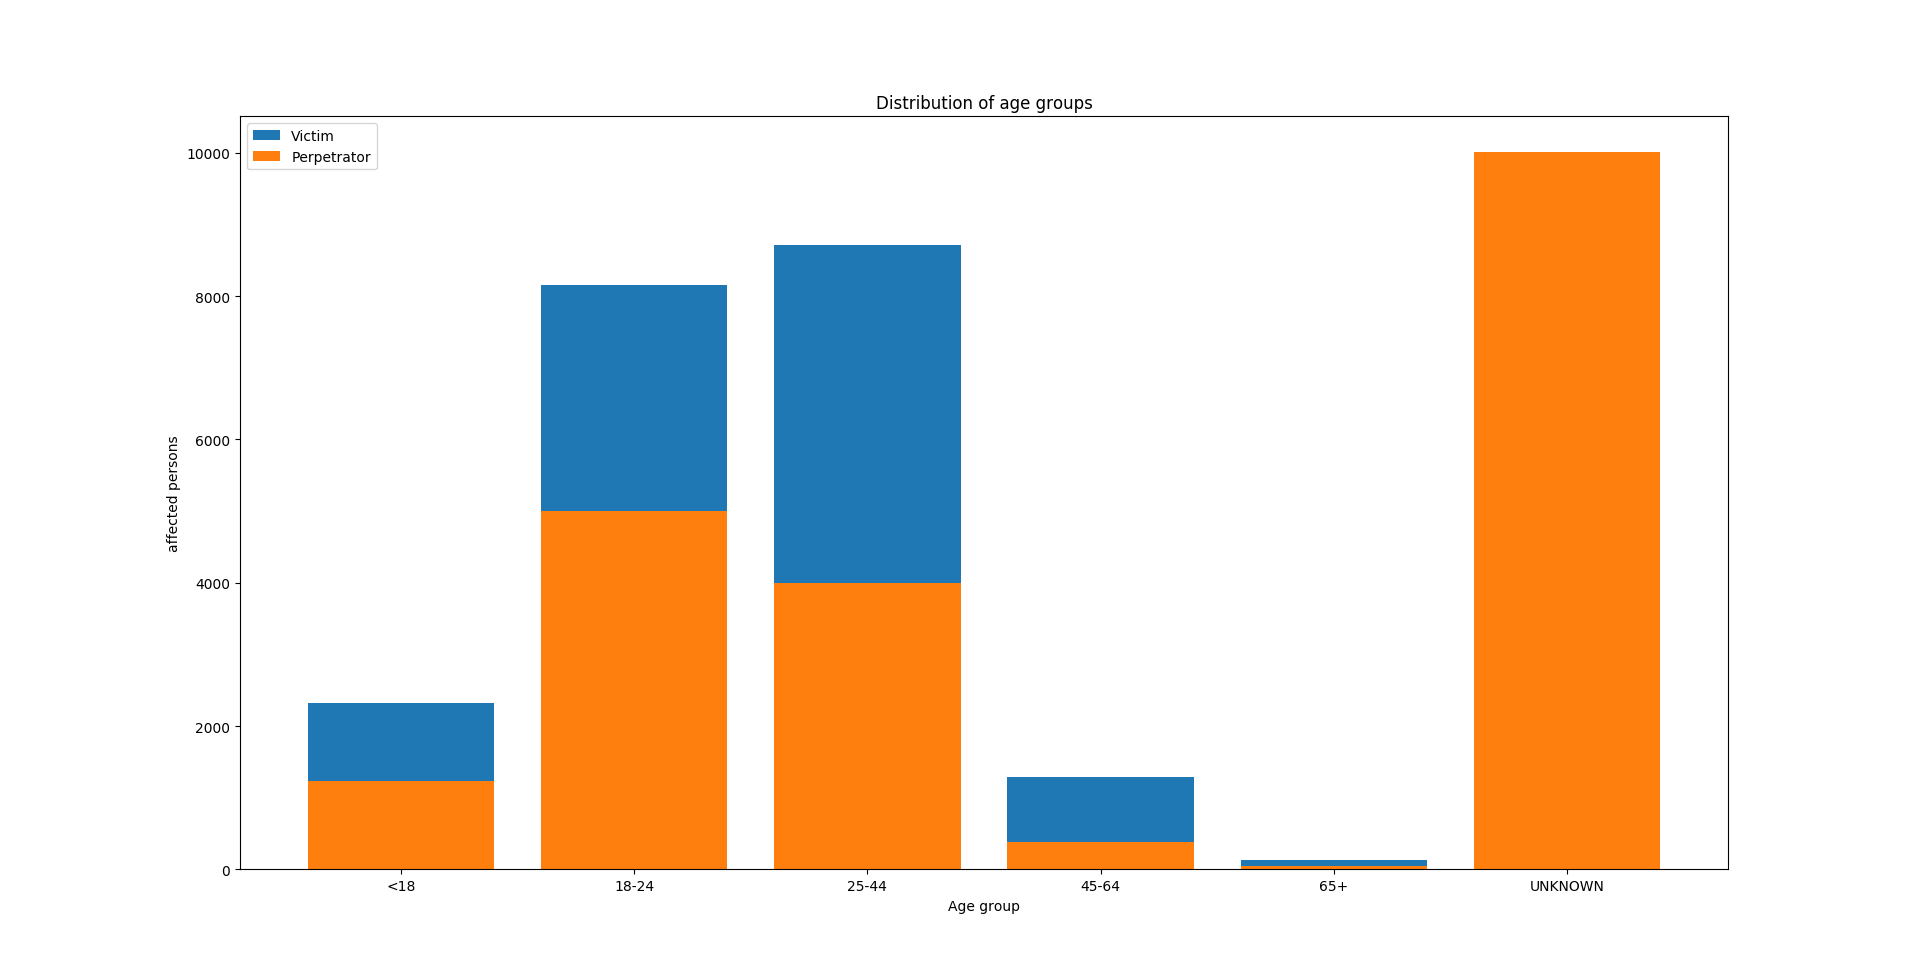 Distribution of age groups
Victim
Perpetrator
10000
8000
6000
4000
2000
0
affected persons
<18
18-24
25-44
45-64
65+
UNKNOWN
Age group